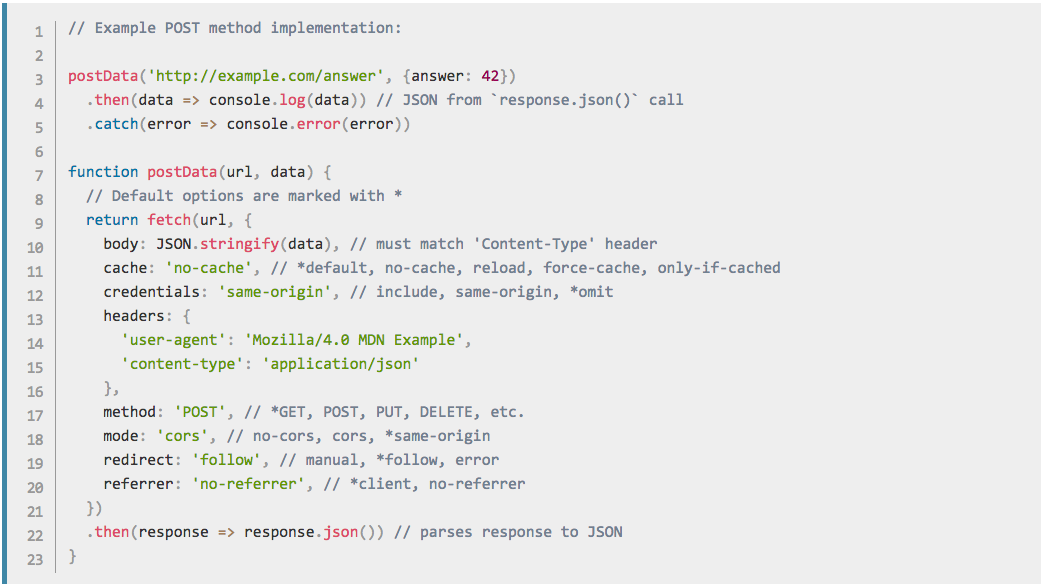 1 // Example POST method implementation:
2
3 postData('http://example.com/answer', {answer: 42})
4   .then(data => console.log(data)) // JSON from `response.json()` call
5   .catch(error => console.error(error))
6
7 function postData(url, data) {
8   // Default options are marked with *
9   return fetch(url, {
10     body: JSON.stringify(data), // must match 'Content-Type' header
11     cache: 'no-cache', // *default, no-cache, reload, force-cache, only-if-cached
12     credentials: 'same-origin', // include, same-origin, *omit
13     headers: {
14       'user-agent': 'Mozilla/4.0 MDN Example',
15       'content-type': 'application/json'
16     },
17     method: 'POST', // *GET, POST, PUT, DELETE, etc.
18     mode: 'cors', // no-cors, cors, *same-origin
19     redirect: 'follow', // manual, *follow, error
20     referrer: 'no-referrer', // *client, no-referrer
21   })
22   .then(response => response.json()) // parses response to JSON
23 }